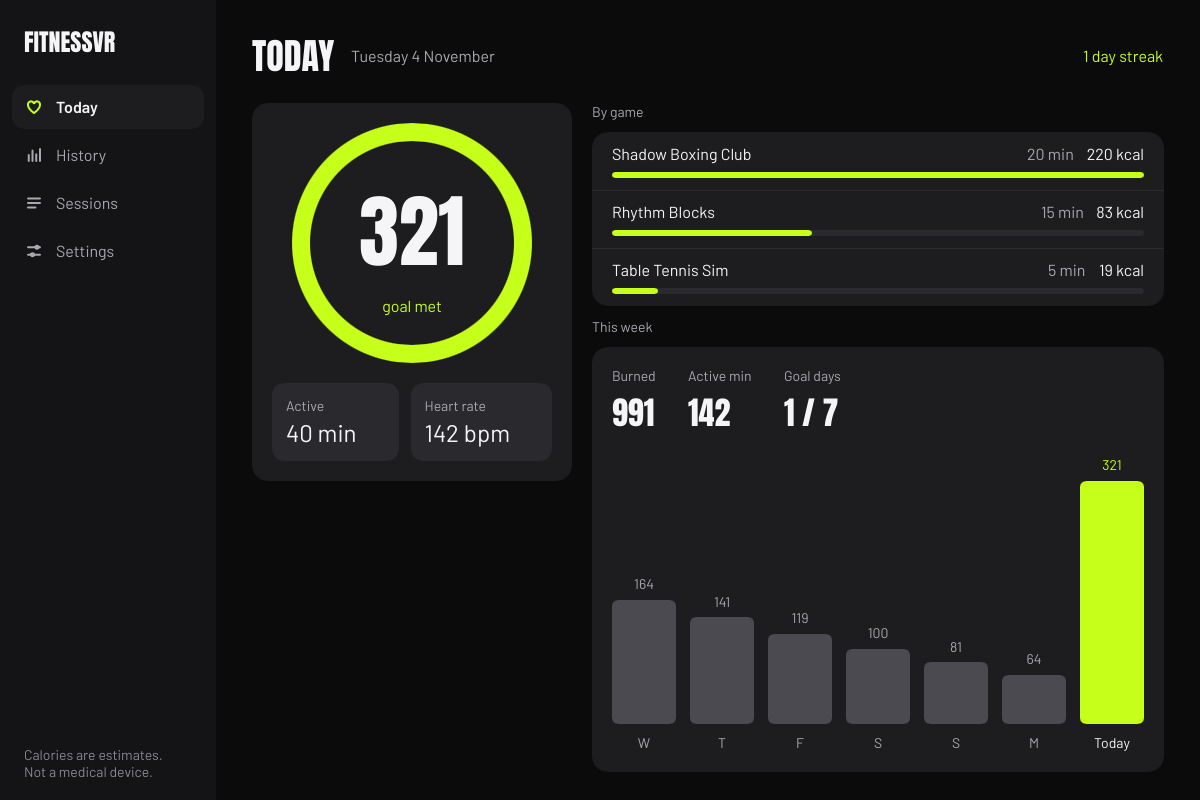 FITNESSVR
Today
History
Sessions
Settings
Calories are estimates.
Not a medical device.
TODAY Tuesday 4 November
1 day streak
321
goal met
Active
40 min
Heart rate
142 bpm
By game
Shadow Boxing Club 20 min 220 kcal
Rhythm Blocks 15 min 83 kcal
Table Tennis Sim 5 min 19 kcal
This week
Burned Active min Goal days
991 142 1 / 7
164 141 119 100 81 64 321
W T F S S M Today